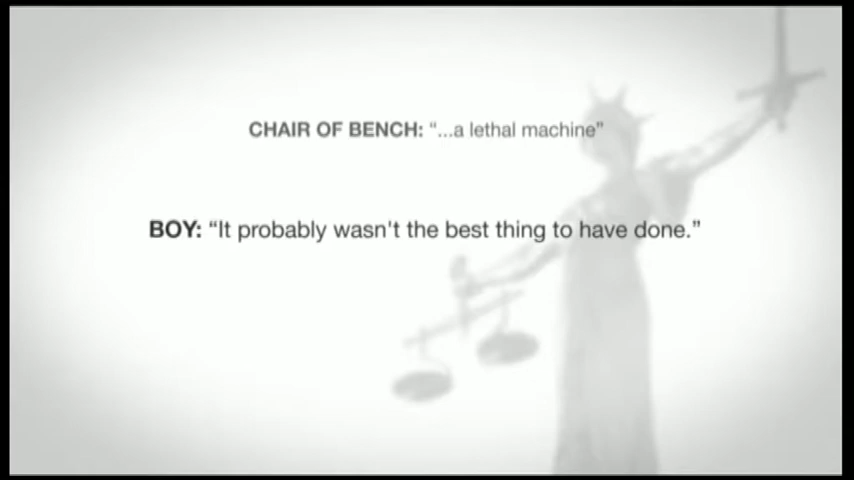 CHAIR OF BENCH: “...a lethal machine”
BOY: “It probably wasn't the best thing to have done.”